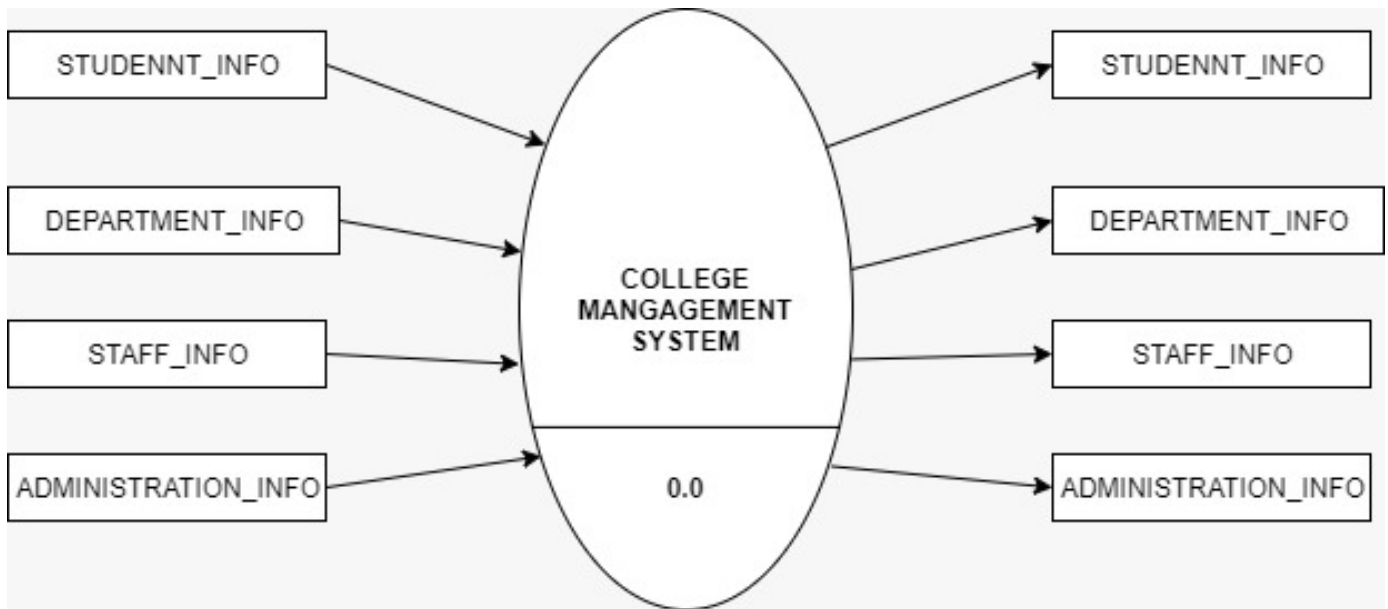 STUDENNT_INFO
STUDENNT_INFO
DEPARTMENT_INFO
DEPARTMENT_INFO
COLLEGE
MANGAGEMENT
SYSTEM
STAFF_INFO
STAFF_INFO
ADMINISTRATION_INFO
0.0
ADMINISTRATION_INFO